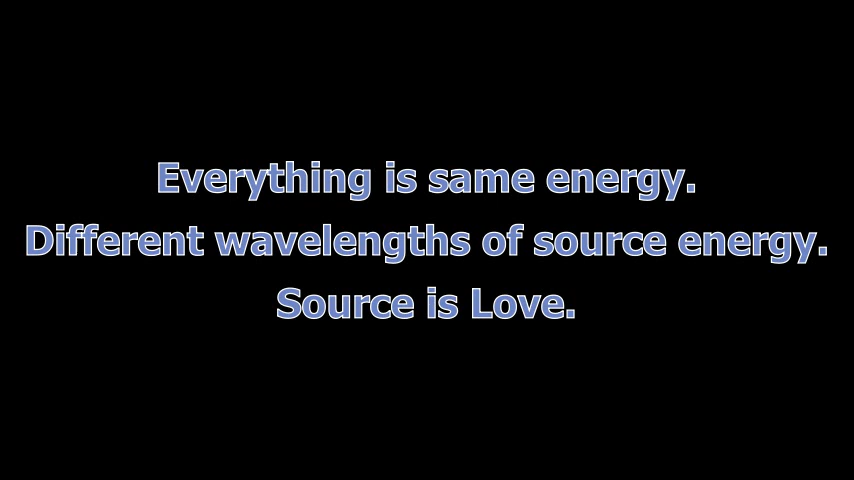 Everything is same energy.
Different wavelengths of source energy.
Source is Love.